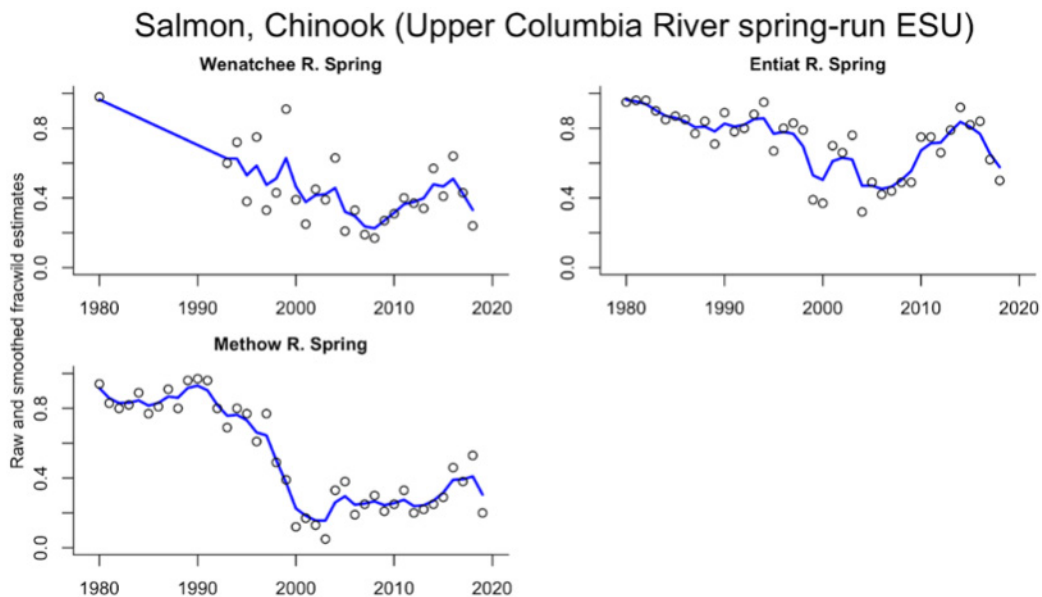 Salmon, Chinook (Upper Columbia River spring-run ESU)
Raw and smoothed fracwild estimates
Wenatchee R. Spring
0.8
0.4
0.0
1980 1990 2000 2010 2020
Entiat R. Spring
0.8
0.4
0.0
1980 1990 2000 2010 2020
Methow R. Spring
0.8
0.4
0.0
1980 1990 2000 2010 2020